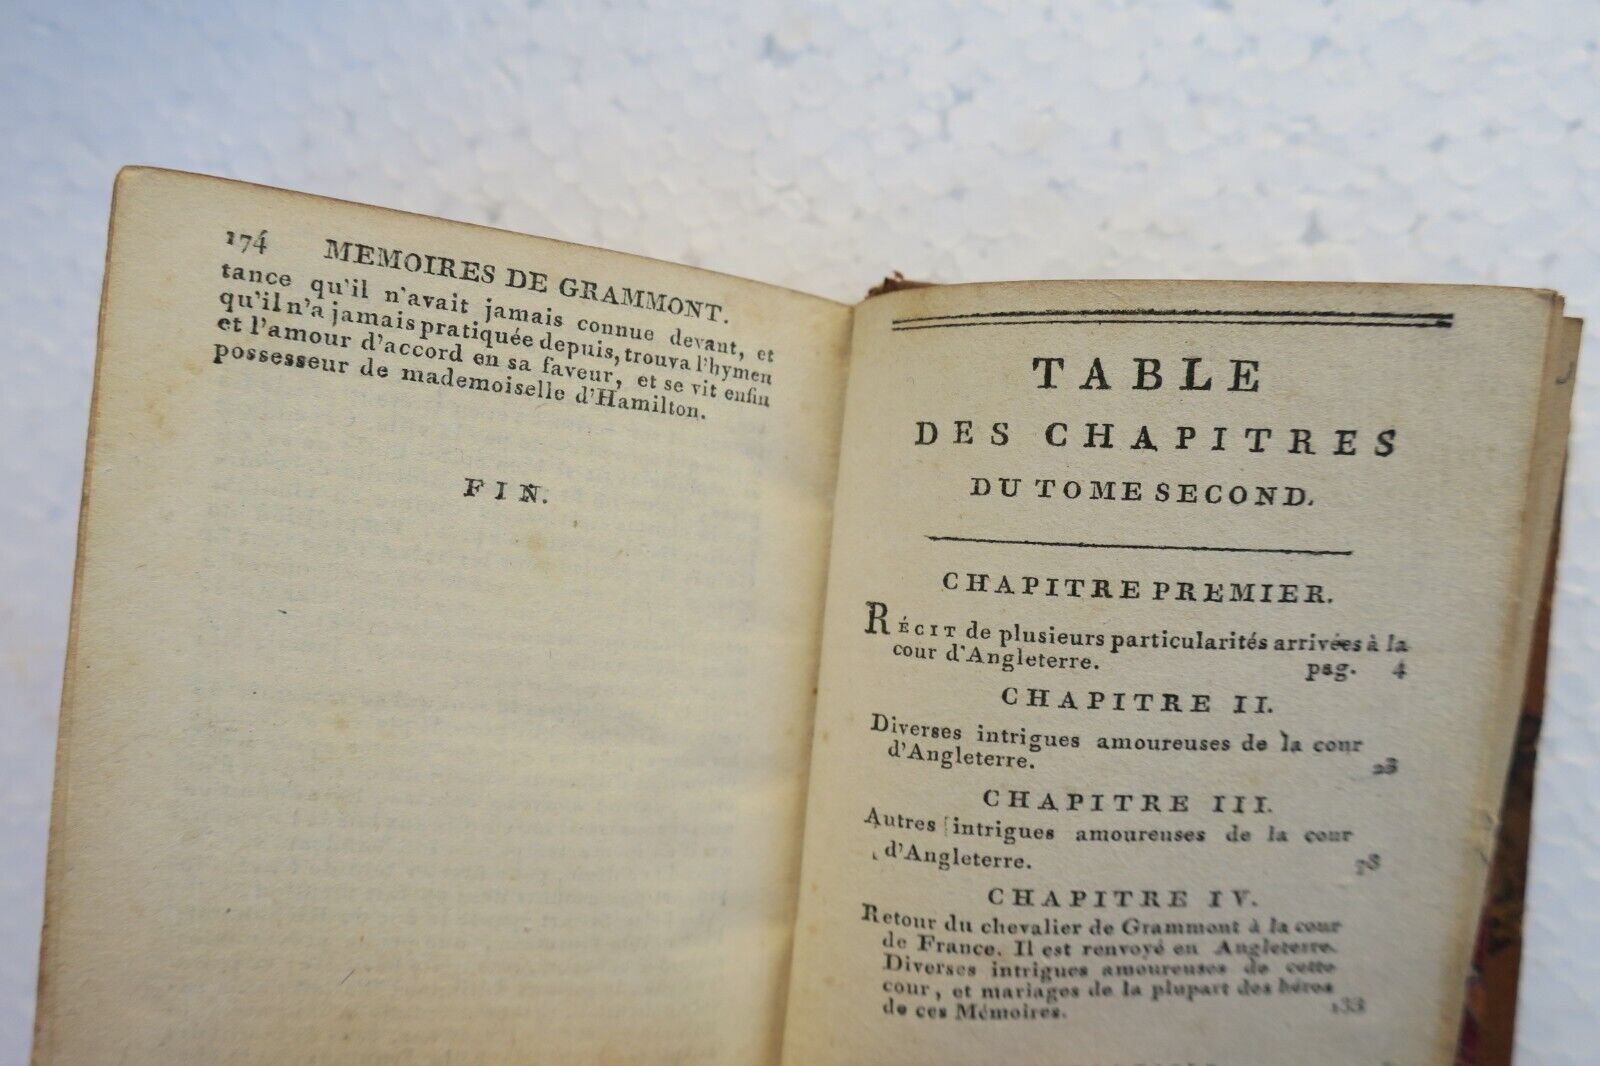 174 MEMOIRES DE GRAMMONT.
tance qu'il n'avait jamais connue devant, et
qu'il n'a jamais pratiquée depuis, trouva l'hymen
et l'amour d'accord en sa faveur, et se vit enfin
possesseur de mademoiselle d'Hamilton.
FIN.
TABLE
DES CHAPITRES
DU TOME SECOND.
CHAPITRE PREMIER.
RÉCIT de plusieurs particularités arrivées à la
cour d'Angleterre. pag. 4
CHAPITRE II.
Diverses intrigues amoureuses de la cour
d'Angleterre. 23
CHAPITRE III.
Autres intrigues amoureuses de la cour
d'Angleterre. 78
CHAPITRE IV.
Retour du chevalier de Grammont à la cour
de France. Il est renvoyé en Angleterre.
Diverses intrigues amoureuses de cette
cour, et mariages de la plupart des héros
de ces Mémoires. 133